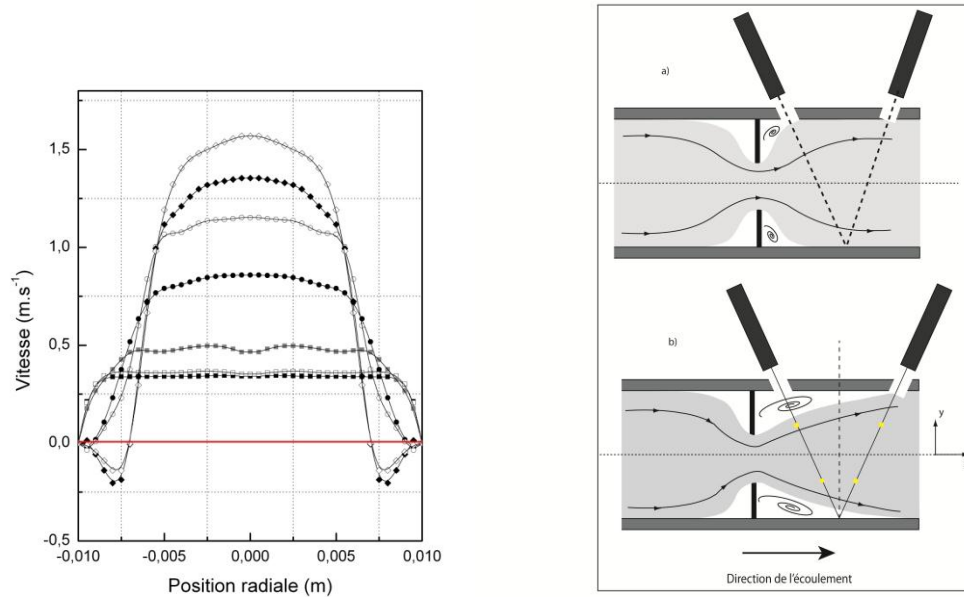 Vitesse (m.s-1)
1,5
1,0
0,5
0,0
-0,5
-0,010
-0,005
0,000
0,005
0,010
Position radiale (m)
a)
b)
y
Direction de l'écoulement